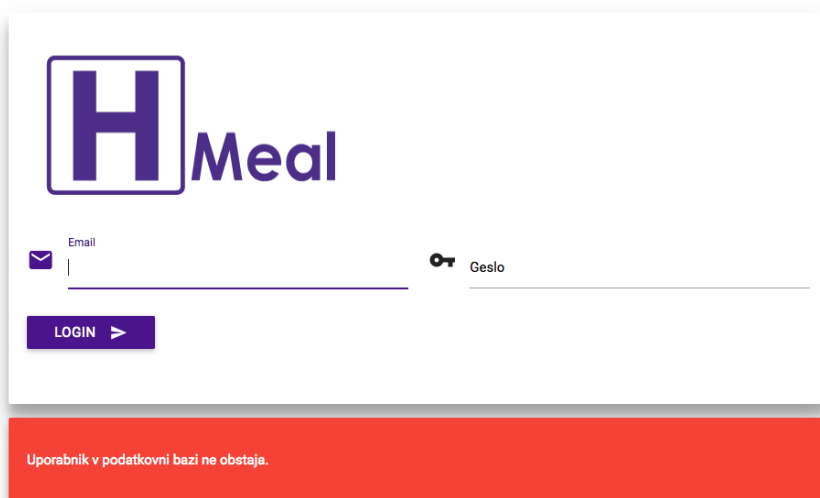 H Meal
Email
Geslo
LOGIN
Uporabnik v podatkovni bazi ne obstaja.